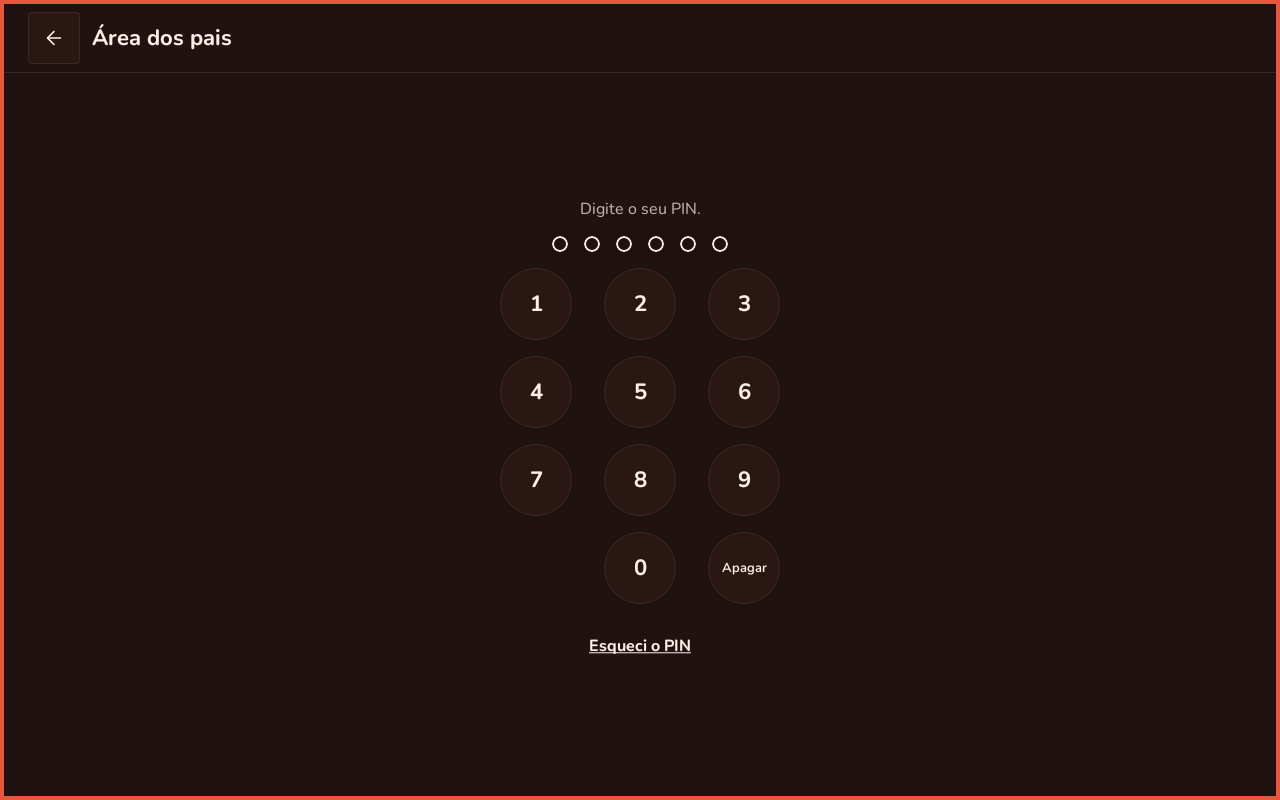 Área dos pais
Digite o seu PIN.
1 2 3
4 5 6
7 8 9
0 Apagar
Esqueci o PIN